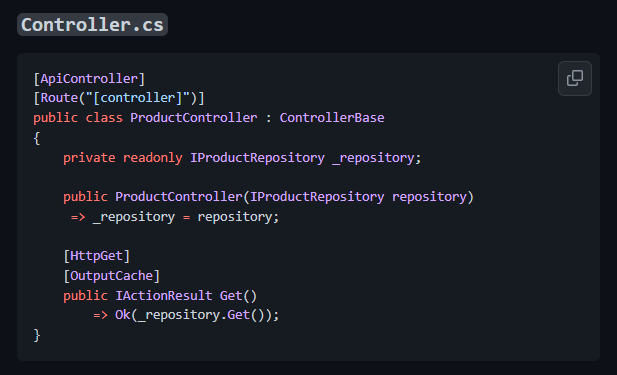 Controller.cs
[ApiController]
[Route("[controller]")]
public class ProductController : ControllerBase
{
    private readonly IProductRepository _repository;
    public ProductController(IProductRepository repository)
     => _repository = repository;
    [HttpGet]
    [OutputCache]
    public IActionResult Get()
        => Ok(_repository.Get());
}